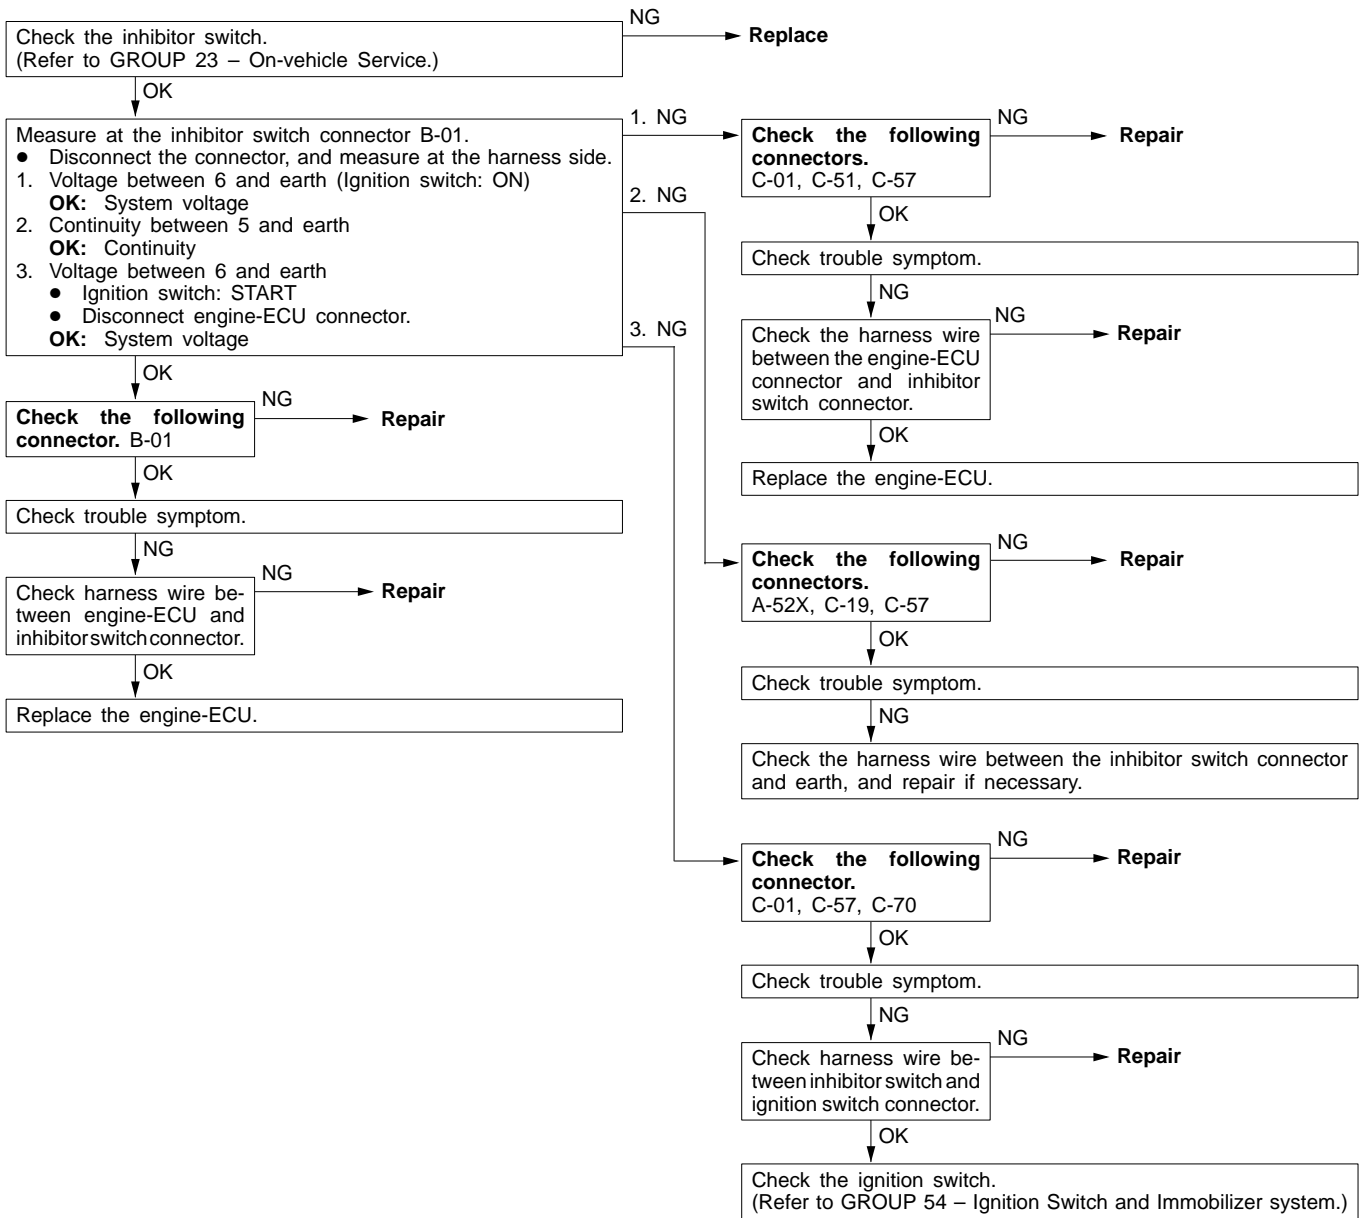 Check the inhibitor switch.
(Refer to GROUP 23 – On-vehicle Service.)
NG
Replace
OK
Measure at the inhibitor switch connector B-01.
● Disconnect the connector, and measure at the harness side.
1. Voltage between 6 and earth (Ignition switch: ON)
OK: System voltage
2. Continuity between 5 and earth
OK: Continuity
3. Voltage between 6 and earth
● Ignition switch: START
● Disconnect engine-ECU connector.
OK: System voltage
OK
Check the following
connector. B-01
NG
Repair
OK
Check trouble symptom.
NG
Check harness wire be-
tween engine-ECU and
inhibitor switch connector.
NG
Repair
OK
Replace the engine-ECU.
1. NG
Check the following
connectors.
C-01, C-51, C-57
NG
Repair
OK
Check trouble symptom.
NG
Check the harness wire
between the engine-ECU
connector and inhibitor
switch connector.
NG
Repair
OK
Replace the engine-ECU.
2. NG
Check the following
connectors.
A-52X, C-19, C-57
NG
Repair
OK
Check trouble symptom.
NG
Check the harness wire between the inhibitor switch connector
and earth, and repair if necessary.
3. NG
Check the following
connector.
C-01, C-57, C-70
NG
Repair
OK
Check trouble symptom.
NG
Check harness wire be-
tween inhibitor switch and
ignition switch connector.
NG
Repair
OK
Check the ignition switch.
(Refer to GROUP 54 – Ignition Switch and Immobilizer system.)